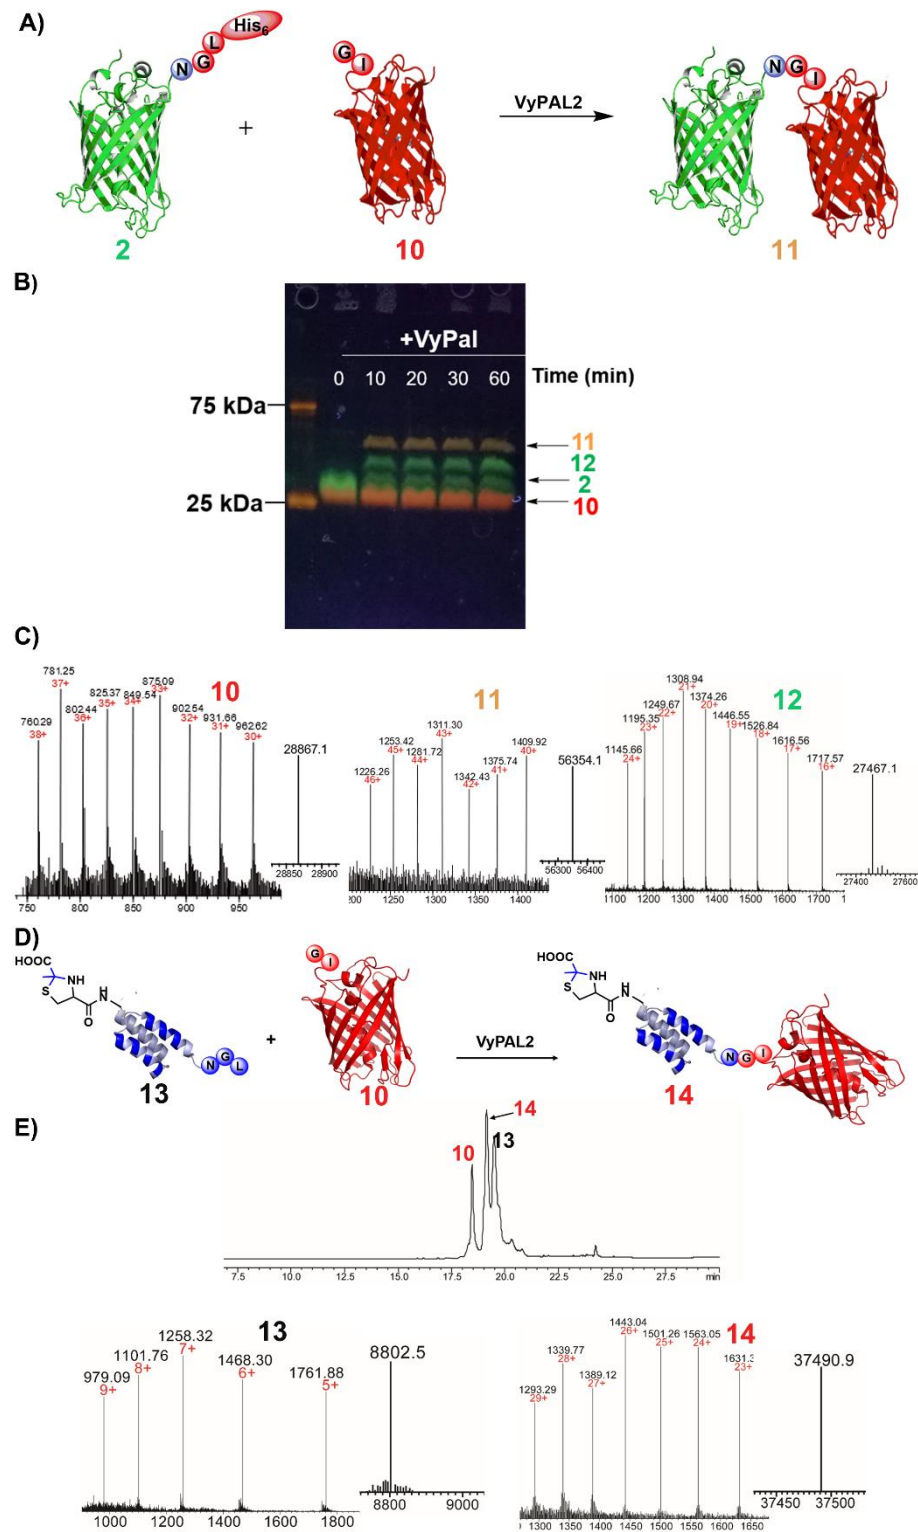 A)
His6
L
G
N
G
I
N
G
I
+
VyPAL2
2
10
11
B)
+VyPal
0 10 20 30 60 Time (min)
75 kDa
11
12
2
25 kDa
10
C)
10
781.25
37+
760.29
38+
802.44
36+
825.37
35+
849.54
34+
875.09
33+
902.54
32+
931.66
31+
962.62
30+
28867.1
28850 28900
750 800 850 900 950
11
1226.26
46+
1253.42
45+
1281.72
44+
1311.30
43+
1342.43
42+
1375.74
41+
1409.92
40+
56354.1
56300 56400
200 1250 1300 1350 1400
12
1145.66
24+
1195.35
23+
1249.67
22+
1308.94
21+
1374.26
20+
1446.55
19+
1526.84
18+
1616.56
17+
1717.57
16+
27467.1
27400 27600
1100 1200 1300 1400 1500 1600 1700 1
D)
HOOC
NH
S
O
H
N
N G L
13
+
G I
10
VyPAL2
HOOC
NH
S
O
H
N
N G I
14
E)
14
10
13
7.5 10.0 12.5 15.0 17.5 20.0 22.5 25.0 27.5 min
13
979.09
9+
1101.76
8+
1258.32
7+
1468.30
6+
1761.88
5+
8802.5
8800 9000
1000 1200 1400 1600 1800
14
1293.29
29+
1339.77
28+
1389.12
27+
1443.04
26+
1501.26
25+
1563.05
24+
23+
37490.9
37450 37500
1300 1350 1400 1450 1500 1550 1600 1650